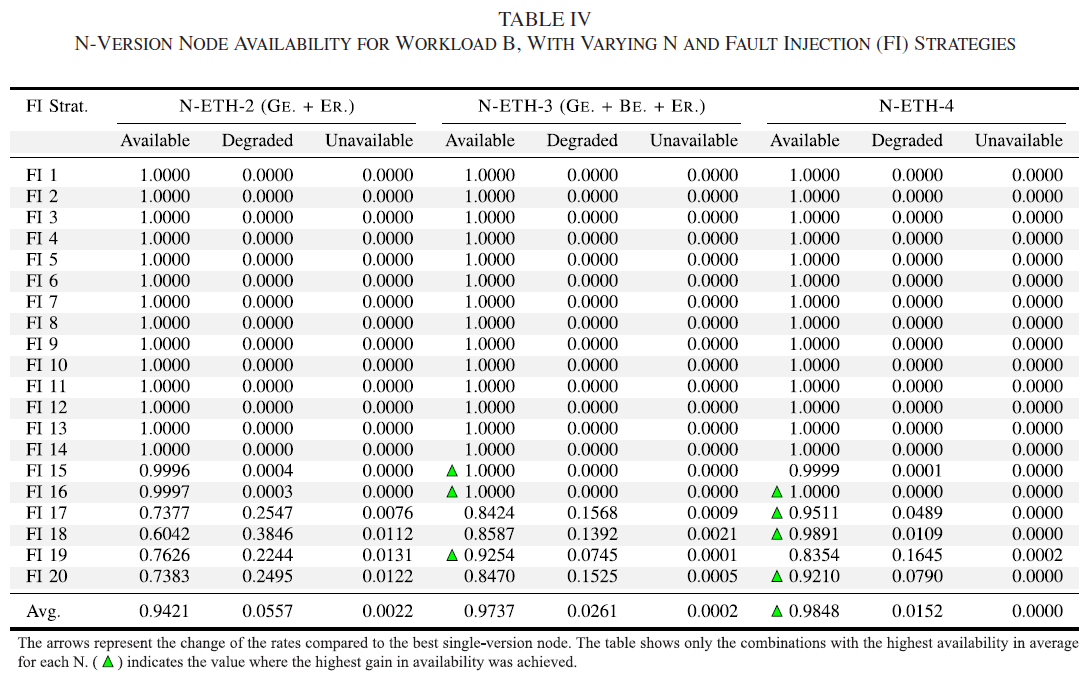 TABLE IV
N-VERSION NODE AVAILABILITY FOR WORKLOAD B, WITH VARYING N AND FAULT INJECTION (FI) STRATEGIES
FI Strat. N-ETH-2 (GE. + ER.) N-ETH-3 (GE. + BE. + ER.) N-ETH-4
Available Degraded Unavailable Available Degraded Unavailable Available Degraded Unavailable
FI 1 1.0000 0.0000 0.0000 1.0000 0.0000 0.0000 1.0000 0.0000 0.0000
FI 2 1.0000 0.0000 0.0000 1.0000 0.0000 0.0000 1.0000 0.0000 0.0000
FI 3 1.0000 0.0000 0.0000 1.0000 0.0000 0.0000 1.0000 0.0000 0.0000
FI 4 1.0000 0.0000 0.0000 1.0000 0.0000 0.0000 1.0000 0.0000 0.0000
FI 5 1.0000 0.0000 0.0000 1.0000 0.0000 0.0000 1.0000 0.0000 0.0000
FI 6 1.0000 0.0000 0.0000 1.0000 0.0000 0.0000 1.0000 0.0000 0.0000
FI 7 1.0000 0.0000 0.0000 1.0000 0.0000 0.0000 1.0000 0.0000 0.0000
FI 8 1.0000 0.0000 0.0000 1.0000 0.0000 0.0000 1.0000 0.0000 0.0000
FI 9 1.0000 0.0000 0.0000 1.0000 0.0000 0.0000 1.0000 0.0000 0.0000
FI 10 1.0000 0.0000 0.0000 1.0000 0.0000 0.0000 1.0000 0.0000 0.0000
FI 11 1.0000 0.0000 0.0000 1.0000 0.0000 0.0000 1.0000 0.0000 0.0000
FI 12 1.0000 0.0000 0.0000 1.0000 0.0000 0.0000 1.0000 0.0000 0.0000
FI 13 1.0000 0.0000 0.0000 1.0000 0.0000 0.0000 1.0000 0.0000 0.0000
FI 14 1.0000 0.0000 0.0000 1.0000 0.0000 0.0000 1.0000 0.0000 0.0000
FI 15 0.9996 0.0004 0.0000 ▲ 1.0000 0.0000 0.0000 0.9999 0.0001 0.0000
FI 16 0.9997 0.0003 0.0000 ▲ 1.0000 0.0000 0.0000 ▲ 1.0000 0.0000 0.0000
FI 17 0.7377 0.2547 0.0076 0.8424 0.1568 0.0009 ▲ 0.9511 0.0489 0.0000
FI 18 0.6042 0.3846 0.0112 0.8587 0.1392 0.0021 ▲ 0.9891 0.0109 0.0000
FI 19 0.7626 0.2244 0.0131 ▲ 0.9254 0.0745 0.0001 0.8354 0.1645 0.0002
FI 20 0.7383 0.2495 0.0122 0.8470 0.1525 0.0005 ▲ 0.9210 0.0790 0.0000
Avg. 0.9421 0.0557 0.0022 0.9737 0.0261 0.0002 ▲ 0.9848 0.0152 0.0000
The arrows represent the change of the rates compared to the best single-version node. The table shows only the combinations with the highest availability in average
for each N. ( ▲ ) indicates the value where the highest gain in availability was achieved.